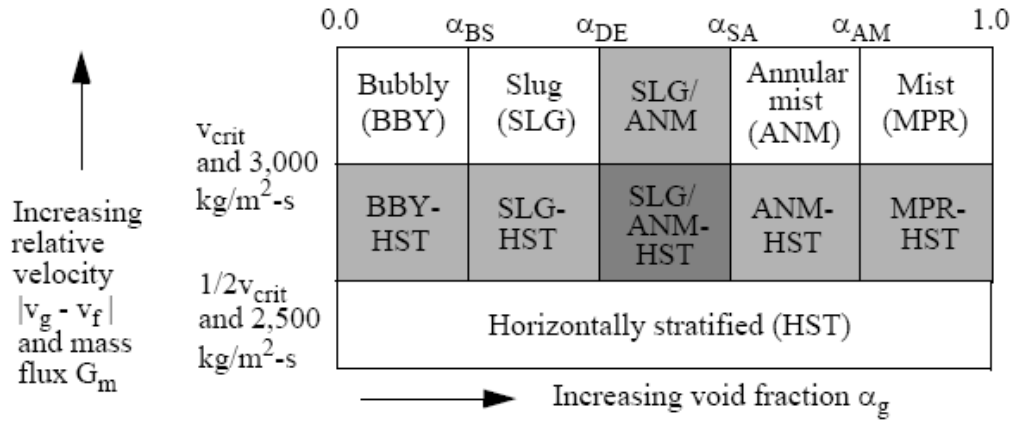 0.0 α_BS α_DE α_SA α_AM 1.0
Bubbly
(BBY)
Slug
(SLG)
SLG/
ANM
Annular
mist
(ANM)
Mist
(MPR)
v_crit
and 3,000
kg/m²-s
BBY-
HST
SLG-
HST
SLG/
ANM-
HST
ANM-
HST
MPR-
HST
Increasing
relative
velocity
|v_g - v_f|
and mass
flux G_m
1/2v_crit
and 2,500
kg/m²-s
Horizontally stratified (HST)
Increasing void fraction α_g